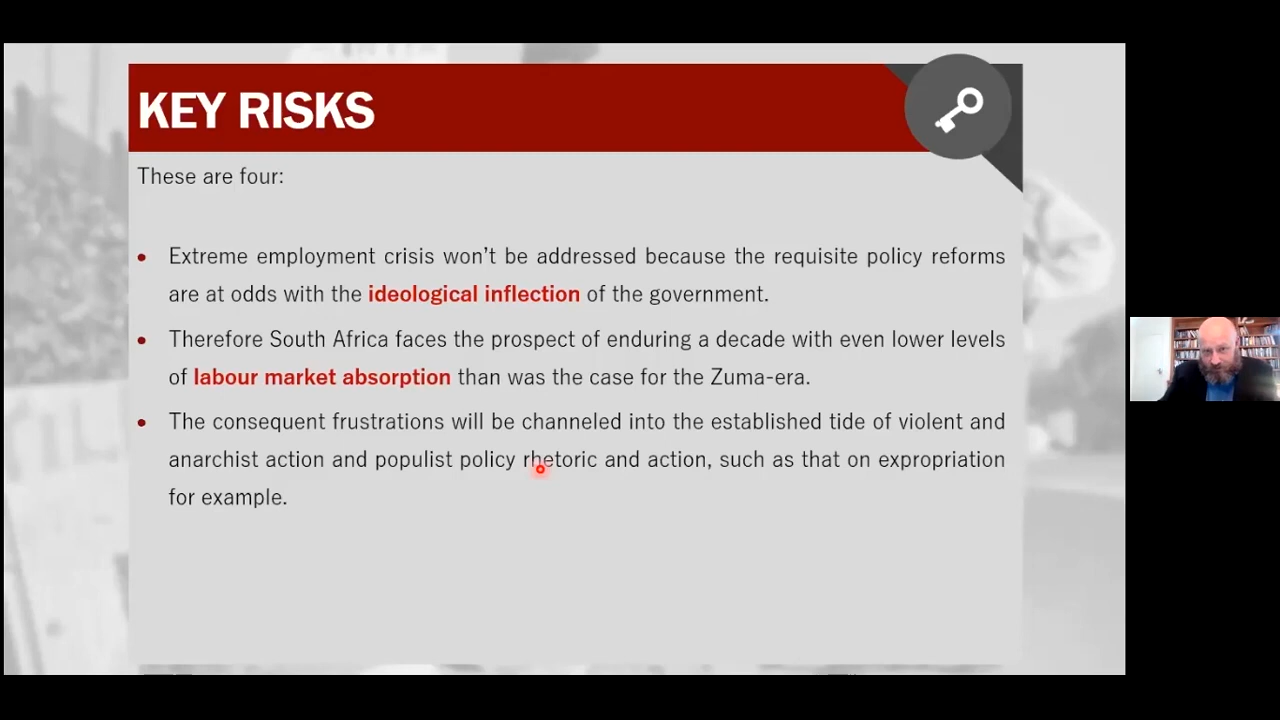 KEY RISKS
These are four:
• Extreme employment crisis won't be addressed because the requisite policy reforms
are at odds with the ideological inflection of the government.
• Therefore South Africa faces the prospect of enduring a decade with even lower levels
of labour market absorption than was the case for the Zuma-era.
• The consequent frustrations will be channeled into the established tide of violent and
anarchist action and populist policy rhetoric and action, such as that on expropriation
for example.